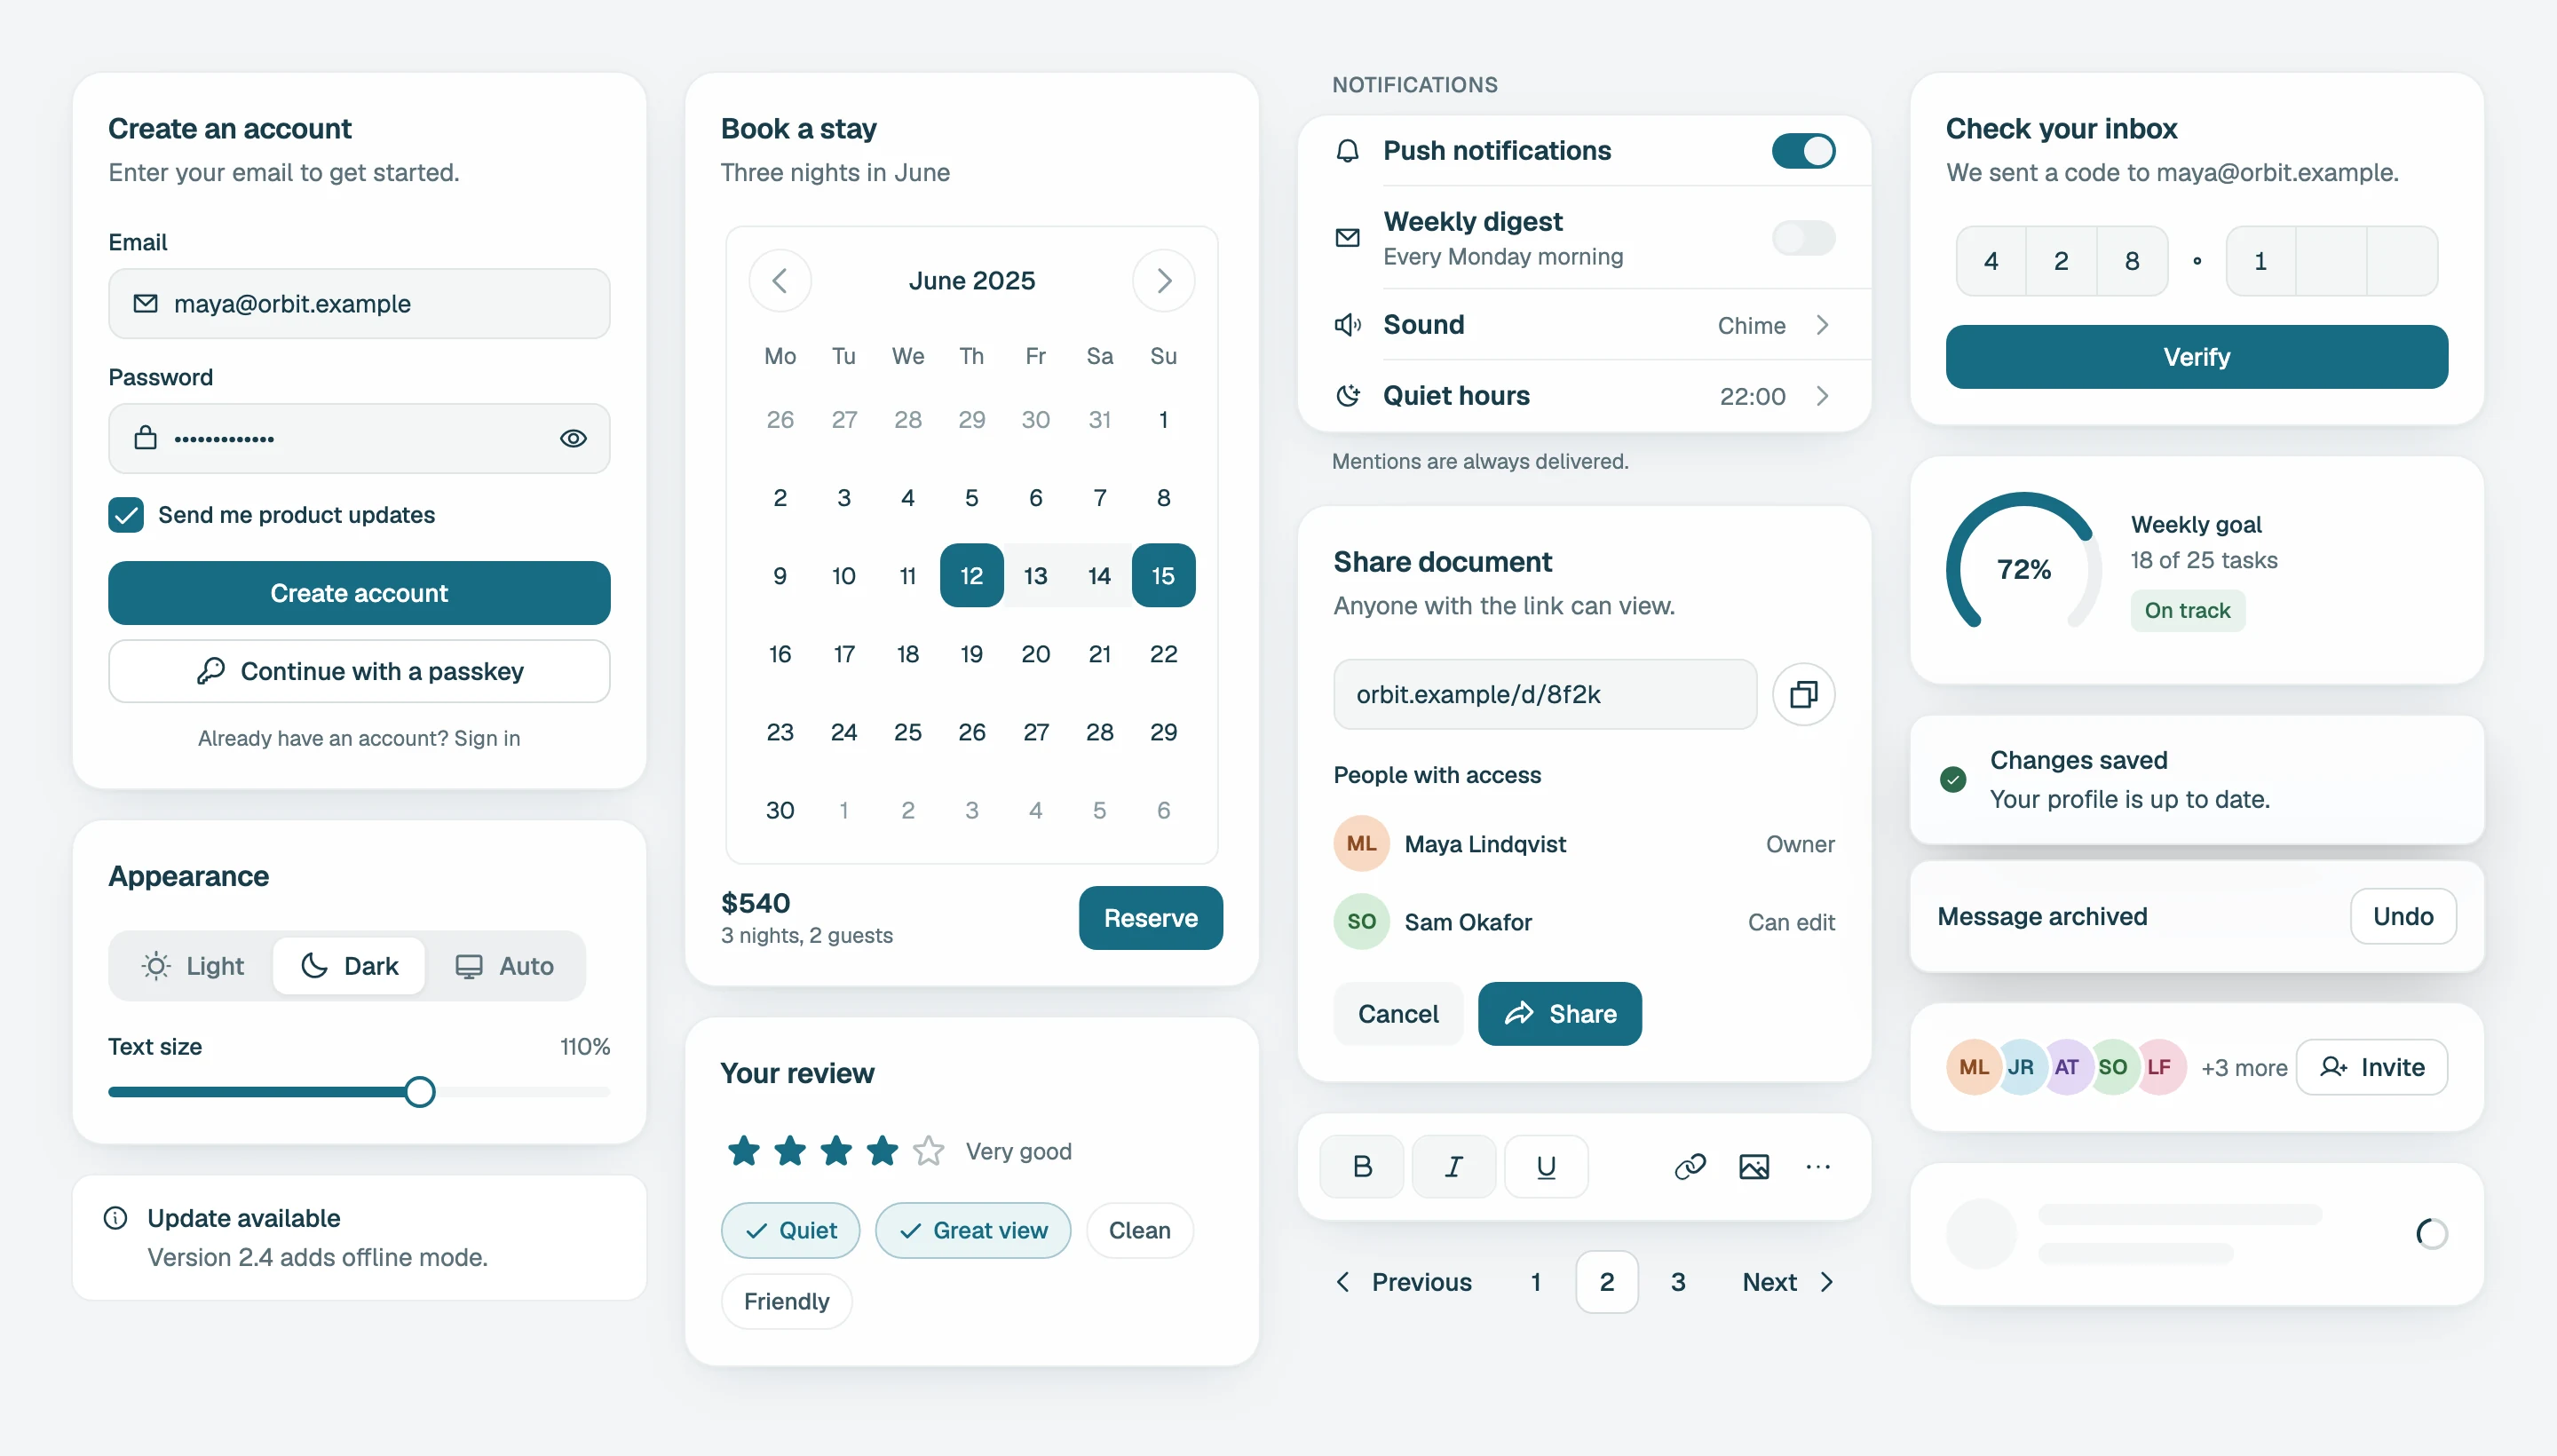 Create an account
Enter your email to get started.
Email
maya@orbit.example
Password
•••••••••••••
Send me product updates
Create account
Continue with a passkey
Already have an account? Sign in
Appearance
Light Dark Auto
Text size 110%
Update available
Version 2.4 adds offline mode.
Book a stay
Three nights in June
June 2025
Mo Tu We Th Fr Sa Su
26 27 28 29 30 31 1
2 3 4 5 6 7 8
9 10 11 12 13 14 15
16 17 18 19 20 21 22
23 24 25 26 27 28 29
30 1 2 3 4 5 6
$540
3 nights, 2 guests
Reserve
Your review
Very good
Quiet Great view Clean
Friendly
NOTIFICATIONS
Push notifications
Weekly digest
Every Monday morning
Sound Chime
Quiet hours 22:00
Mentions are always delivered.
Share document
Anyone with the link can view.
orbit.example/d/8f2k
People with access
ML Maya Lindqvist Owner
SO Sam Okafor Can edit
Cancel Share
B I U
Previous 1 2 3 Next
Check your inbox
We sent a code to maya@orbit.example.
4 2 8 1
Verify
72%
Weekly goal
18 of 25 tasks
On track
Changes saved
Your profile is up to date.
Message archived Undo
ML JR AT SO LF +3 more Invite